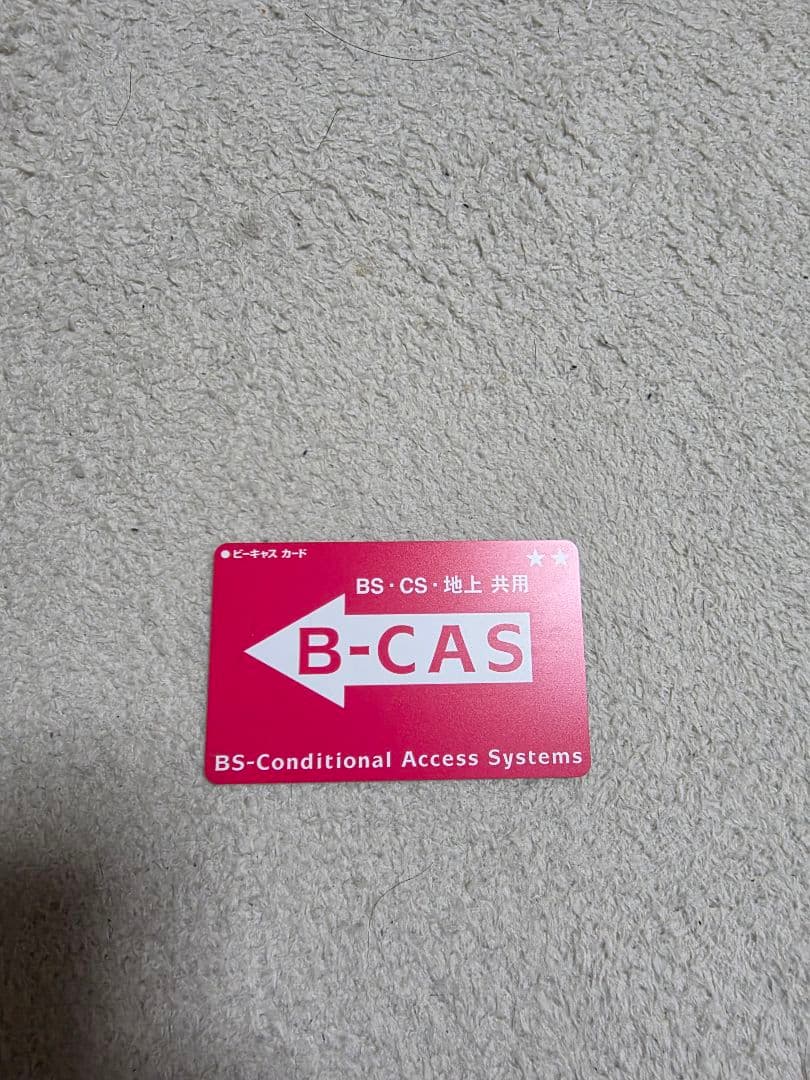 ●ビーキャス カード
★★
BS・CS・地上 共用
B-CAS
BS-Conditional Access Systems